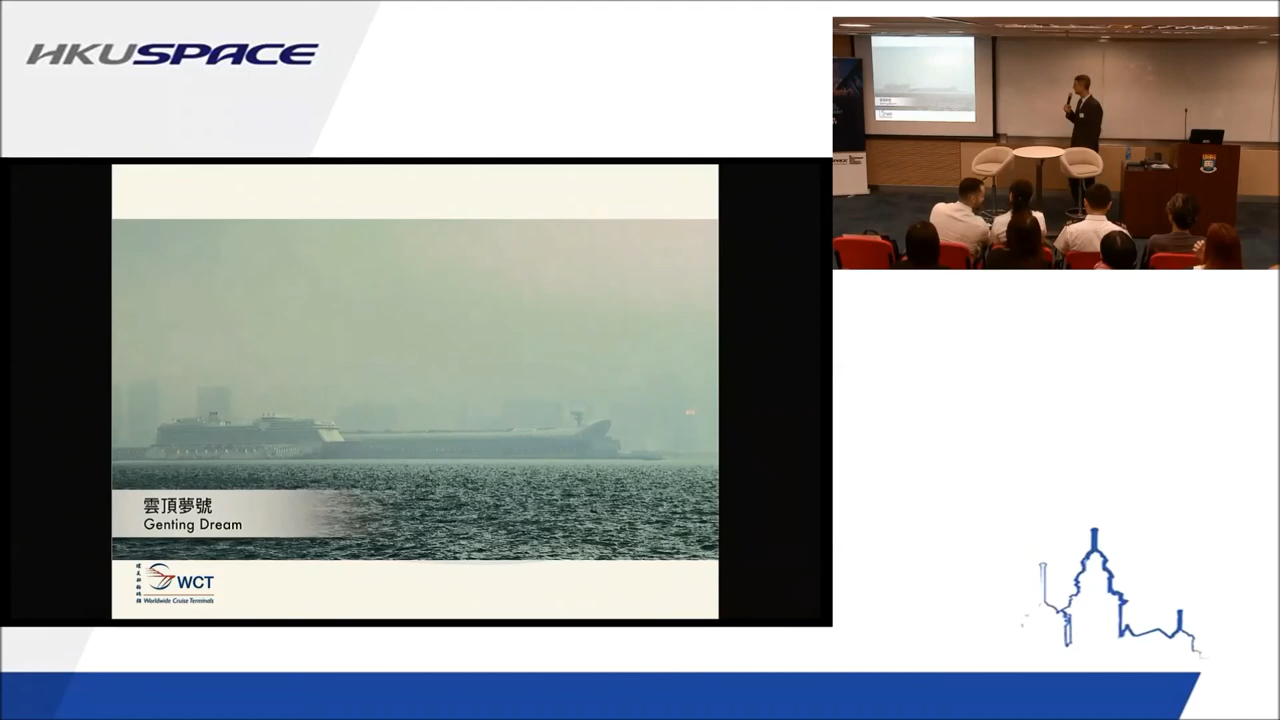 HKUSPACE
雲頂夢號
Genting Dream
WCT
Worldwide Cruise Terminals